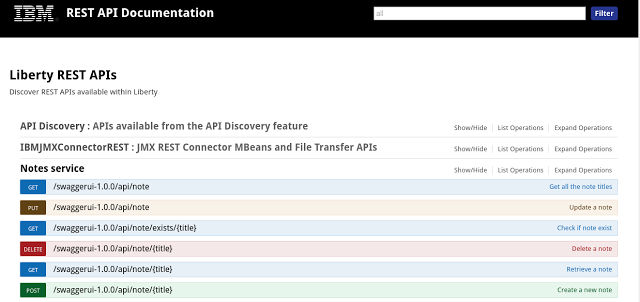 IBM REST API Documentation all Filter
Liberty REST APIs
Discover REST APIs available within Liberty
API Discovery : APIs available from the API Discovery feature Show/Hide List Operations Expand Operations
IBMJMXConnectorREST : JMX REST Connector MBeans and File Transfer APIs Show/Hide List Operations Expand Operations
Notes service Show/Hide List Operations Expand Operations
GET /swaggerui-1.0.0/api/note Get all the note titles
PUT /swaggerui-1.0.0/api/note Update a note
GET /swaggerui-1.0.0/api/note/exists/{title} Check if note exist
DELETE /swaggerui-1.0.0/api/note/{title} Delete a note
GET /swaggerui-1.0.0/api/note/{title} Retrieve a note
POST /swaggerui-1.0.0/api/note/{title} Create a new note